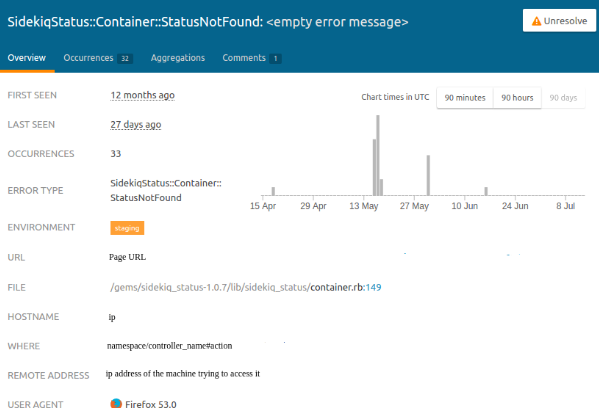 SidekiqStatus::Container::StatusNotFound: <empty error message>
Unresolve
Overview Occurrences 32 Aggregations Comments 1
FIRST SEEN 12 months ago
Chart times in UTC 90 minutes 90 hours 90 days
LAST SEEN 27 days ago
OCCURRENCES 33
ERROR TYPE SidekiqStatus::Container::
StatusNotFound
15 Apr 29 Apr 13 May 27 May 10 Jun 24 Jun 8 Jul
ENVIRONMENT staging
URL Page URL
FILE /gems/sidekiq_status-1.0.7/lib/sidekiq_status/container.rb:149
HOSTNAME ip
WHERE namespace/controller_name#action
REMOTE ADDRESS ip address of the machine trying to access it
USER AGENT Firefox 53.0